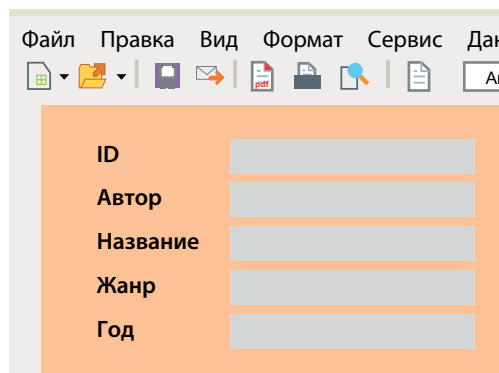 Файл Правка Вид Формат Сервис
pdf
ID
Автор
Название
Жанр
Год